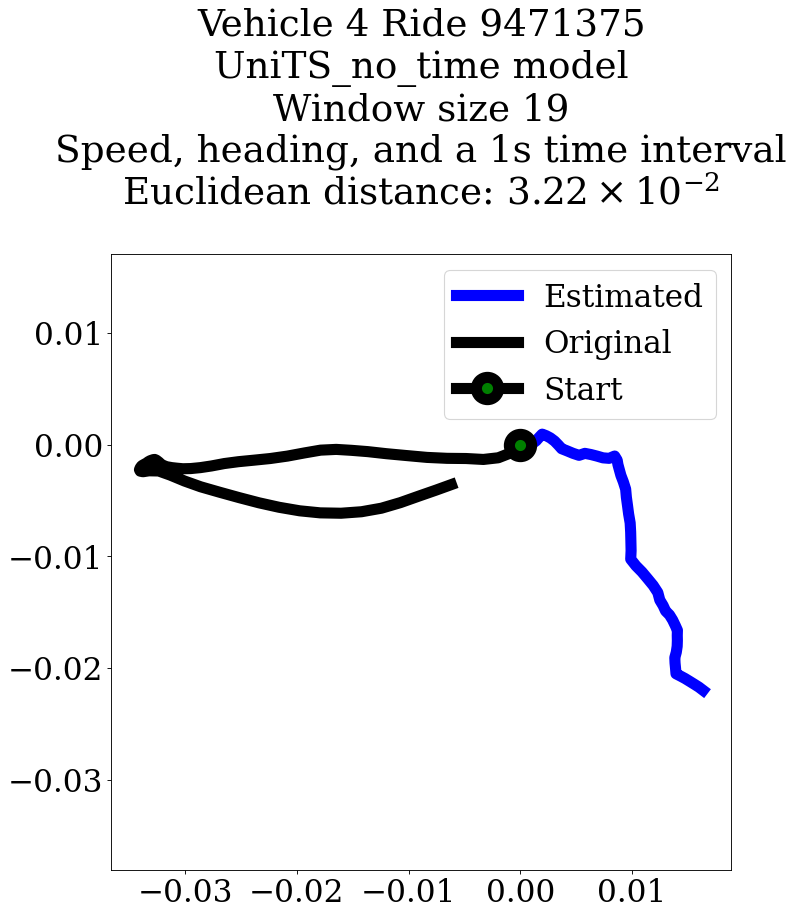 Vehicle 4 Ride 9471375
UniTS_no_time model
Window size 19
Speed, heading, and a 1s time interval
Euclidean distance: 3.22 × 10⁻²
Estimated
Original
Start
0.01
0.00
−0.01
−0.02
−0.03
−0.03 −0.02 −0.01 0.00 0.01